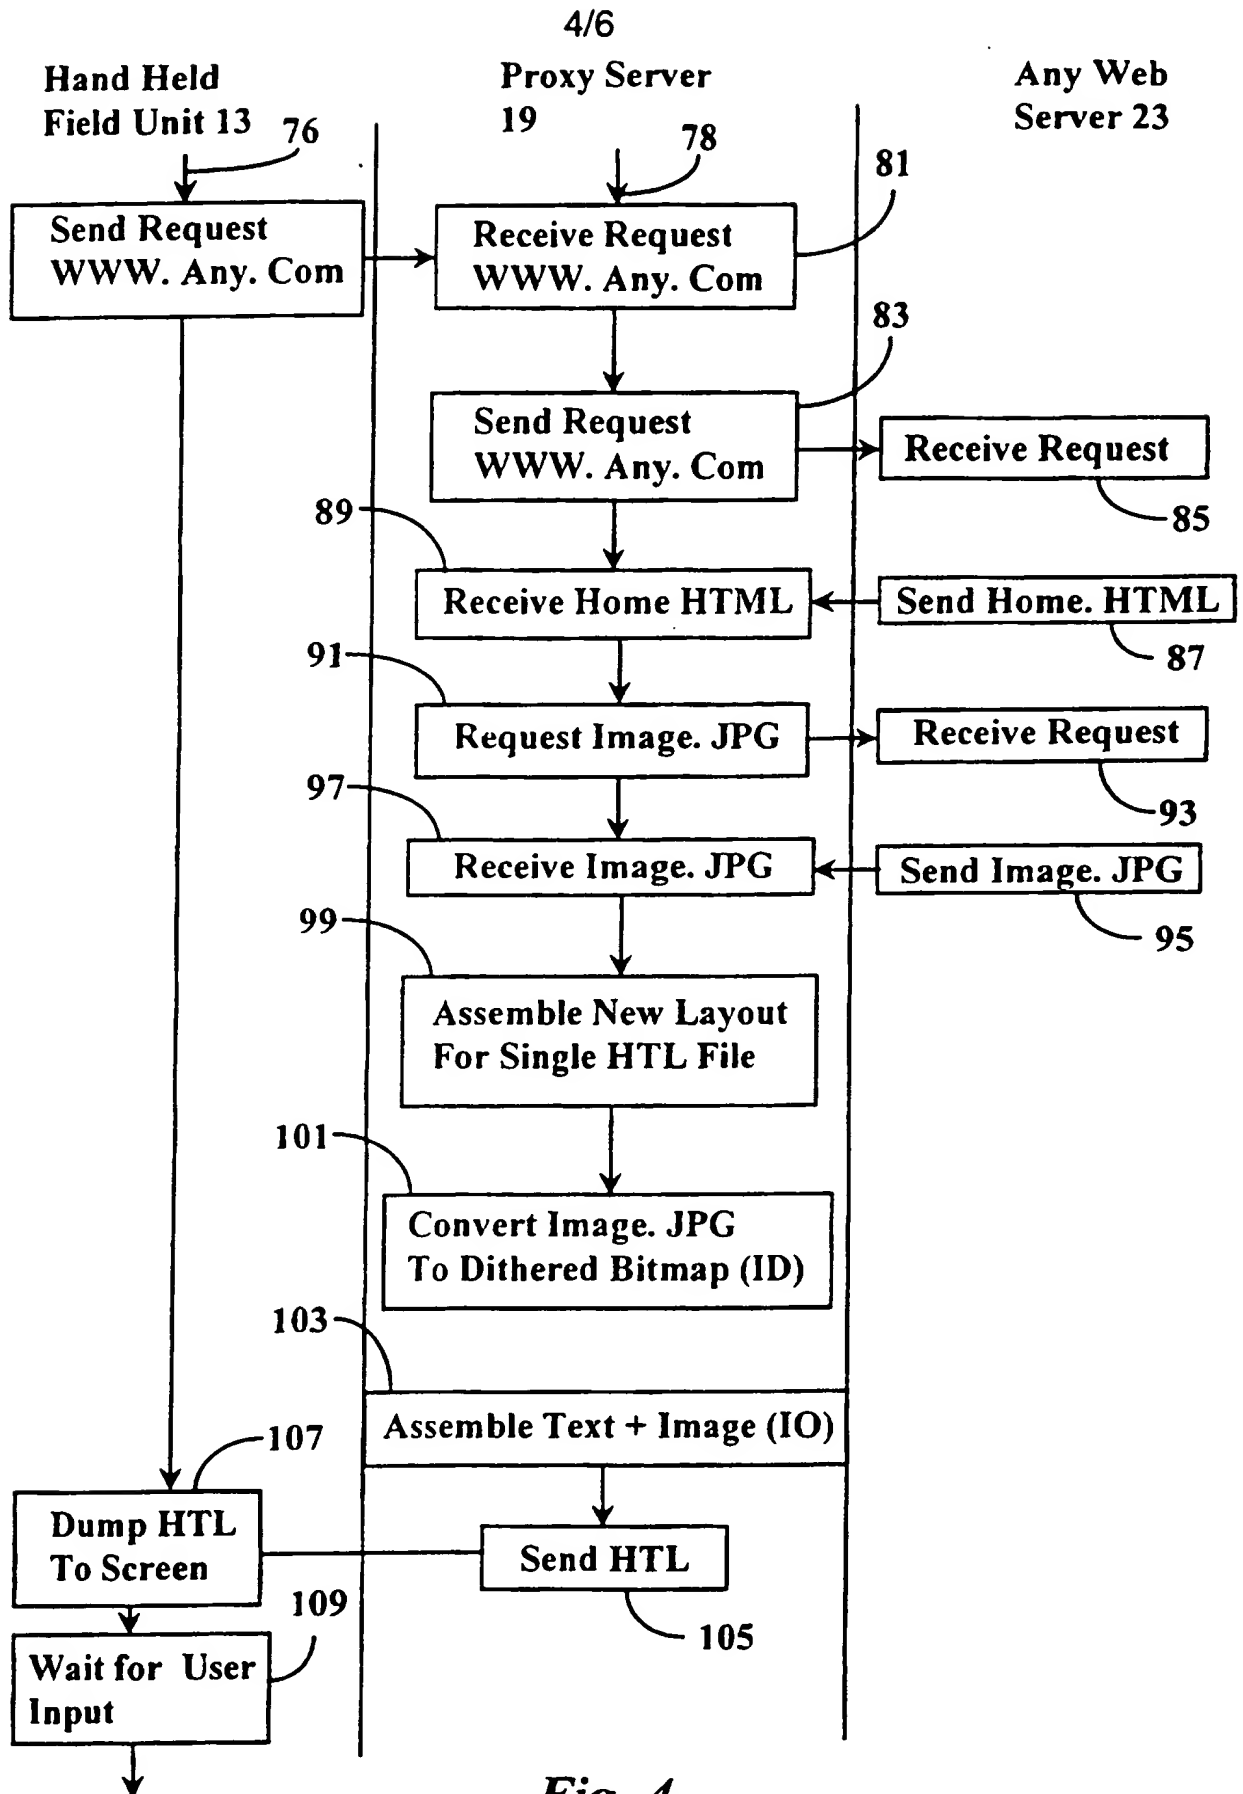 4/6
Hand Held
Field Unit 13
Proxy Server
19
Any Web
Server 23
76
78
81
Send Request
WWW. Any. Com
Receive Request
WWW. Any. Com
83
Send Request
WWW. Any. Com
Receive Request
85
89
Receive Home HTML
Send Home. HTML
87
91
Request Image. JPG
Receive Request
93
97
Receive Image. JPG
Send Image. JPG
95
99
Assemble New Layout
For Single HTL File
101
Convert Image. JPG
To Dithered Bitmap (ID)
103
Assemble Text + Image (IO)
107
Dump HTL
To Screen
Send HTL
105
109
Wait for User
Input
Fig. 4